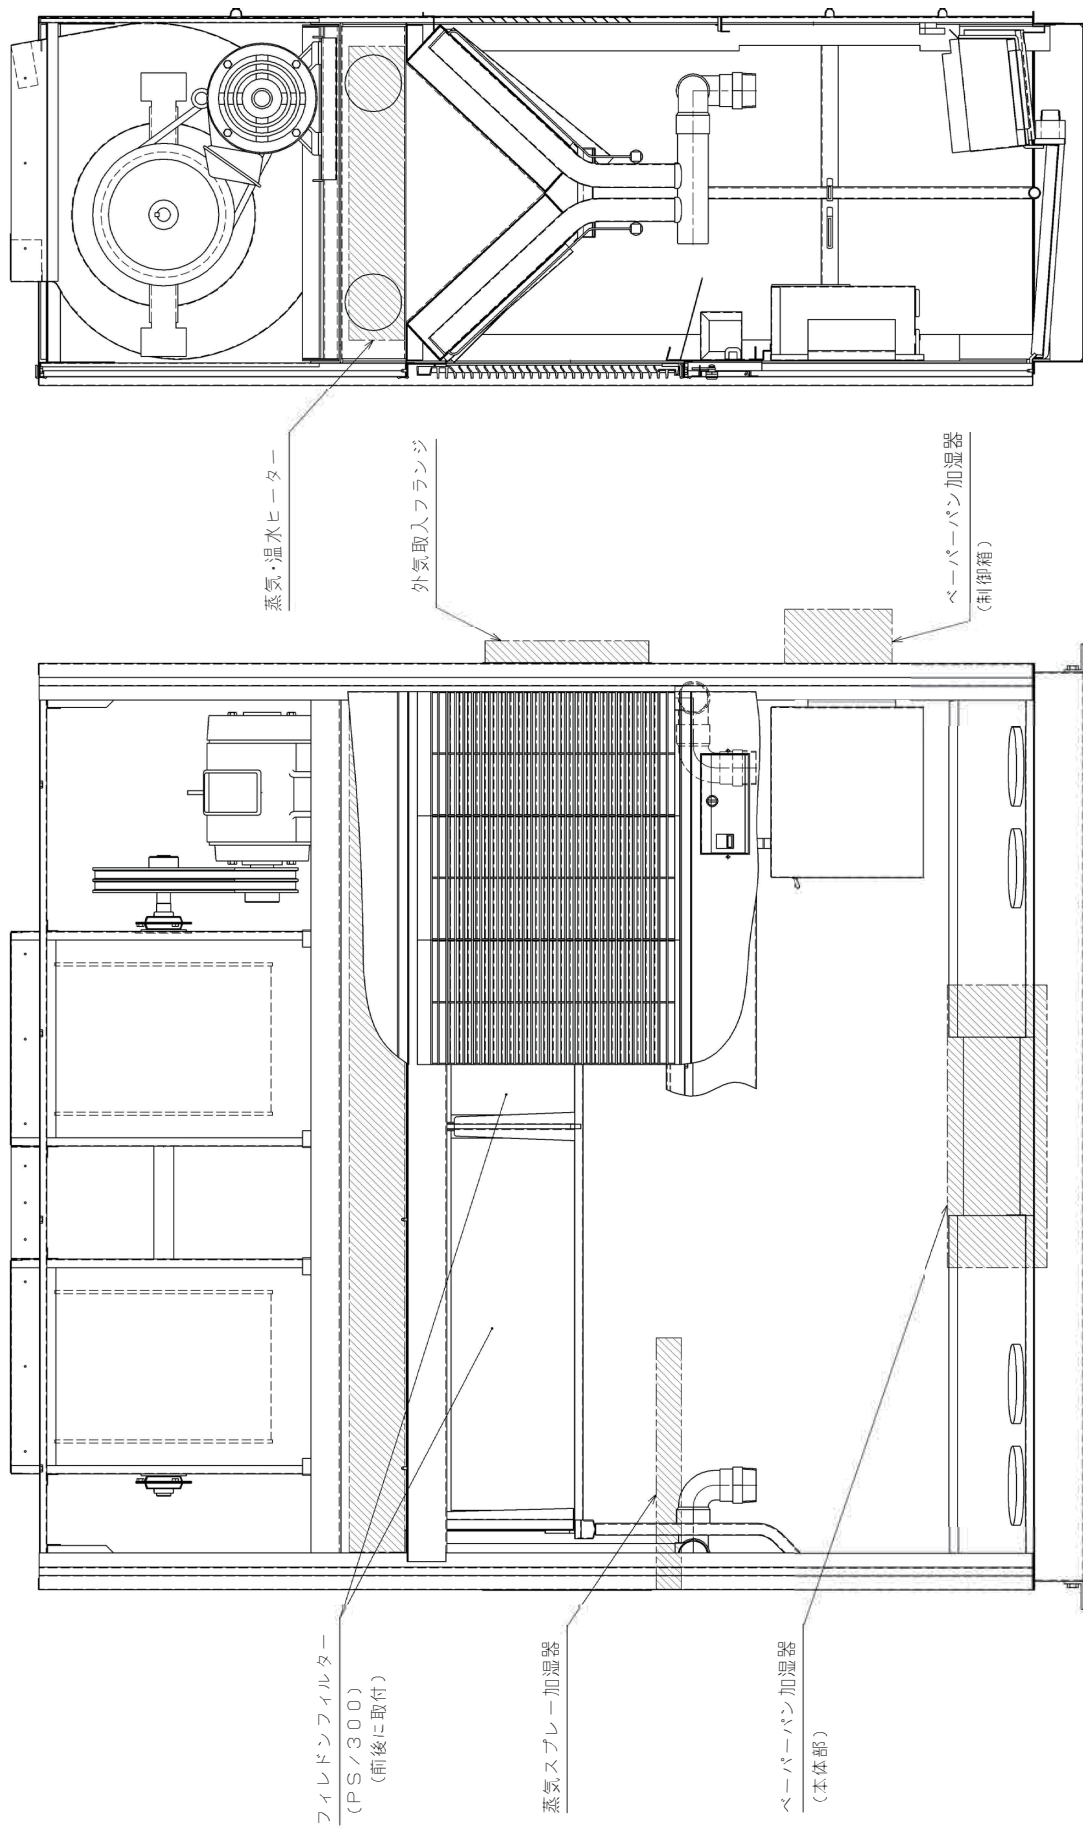 蒸気・温水ヒーター
外気取入フランジ
ペーパーパン加湿器
(制御箱)
フィレドンフィルター
(PS/300)
(前後に取付)
蒸気スプレー加湿器
ペーパーパン加湿器
(本体部)